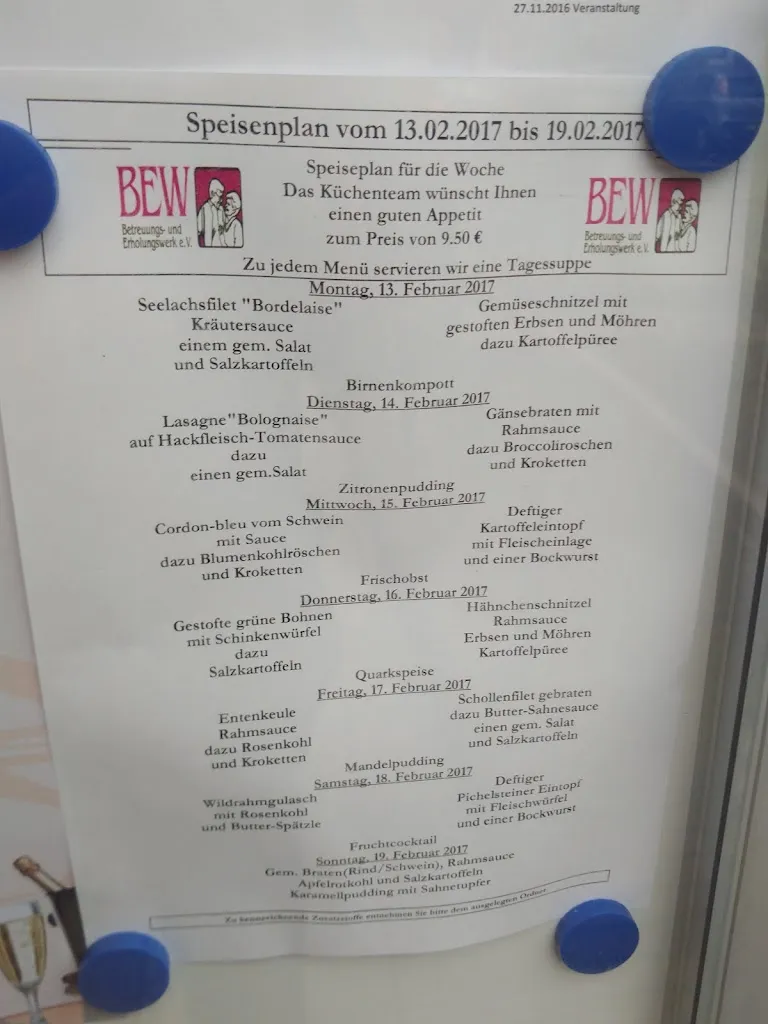 27.11.2016 Veranstaltung
Speisenplan vom 13.02.2017 bis 19.02.2017
BEW
Betreuungs- und
Erholungswerk e.V.
Speiseplan für die Woche
Das Küchenteam wünscht Ihnen
einen guten Appetit
zum Preis von 9.50 €
BEW
Betreuungs- und
Erholungswerk e.V.
Zu jedem Menü servieren wir eine Tagessuppe
Montag, 13. Februar 2017
Seelachsfilet "Bordelaise"
Kräutersauce
einem gem. Salat
und Salzkartoffeln
Gemüseschnitzel mit
gestoften Erbsen und Möhren
dazu Kartoffelpüree
Birnenkompott
Dienstag, 14. Februar 2017
Lasagne"Bolognaise"
auf Hackfleisch-Tomatensauce
dazu
einen gem.Salat
Gänsebraten mit
Rahmsauce
dazu Broccoliroschen
und Kroketten
Zitronenpudding
Mittwoch, 15. Februar 2017
Cordon-bleu vom Schwein
mit Sauce
dazu Blumenkohlröschen
und Kroketten
Deftiger
Kartoffeleintopf
mit Fleischeinlage
und einer Bockwurst
Frischobst
Donnerstag, 16. Februar 2017
Gestofte grüne Bohnen
mit Schinkenwürfel
dazu
Salzkartoffeln
Hähnchenschnitzel
Rahmsauce
Erbsen und Möhren
Kartoffelpüree
Quarkspeise
Freitag, 17. Februar 2017
Entenkeule
Rahmsauce
dazu Rosenkohl
und Kroketten
Schollenfilet gebraten
dazu Butter-Sahnesauce
einen gem. Salat
und Salzkartoffeln
Mandelpudding
Samstag, 18. Februar 2017
Wildrahmgulasch
mit Rosenkohl
und Butter-Spätzle
Deftiger
Pichelsteiner Eintopf
mit Fleischwürfel
und einer Bockwurst
Fruchtcocktail
Sonntag, 19. Februar 2017
Gem. Braten(Rind/Schwein), Rahmsauce
Apfelrotkohl und Salzkartoffeln
Karamellpudding mit Sahnetupfer
Zu Zusatzstoffe entnehmen Sie bitte dem ausgelegten Ordner